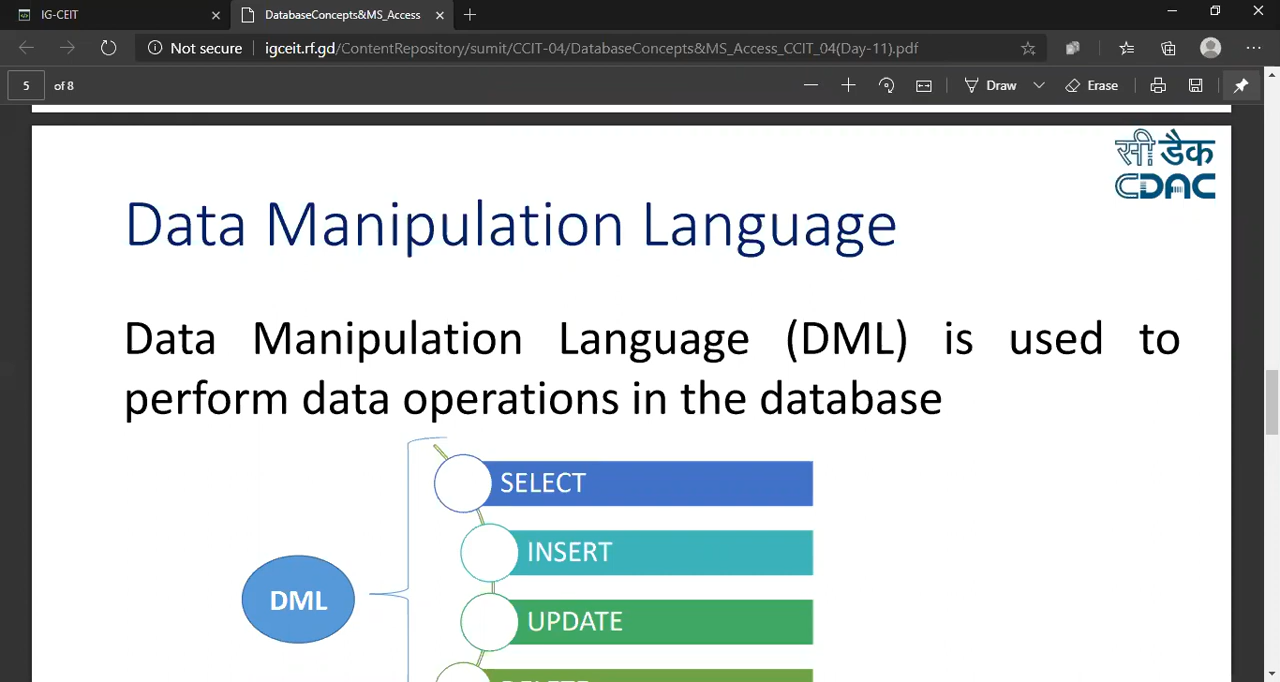 IG-CEIT
DatabaseConcepts&MS_Access
Not secure
igceit.rf.gd/ContentRepository/sumit/CCIT-04/DatabaseConcepts&MS_Access_CCIT_04(Day-11).pdf
5 of 8
Draw
Erase
सी डैक
CDAC
Data Manipulation Language
Data Manipulation Language (DML) is used to
perform data operations in the database
SELECT
INSERT
DML
UPDATE
DELETE